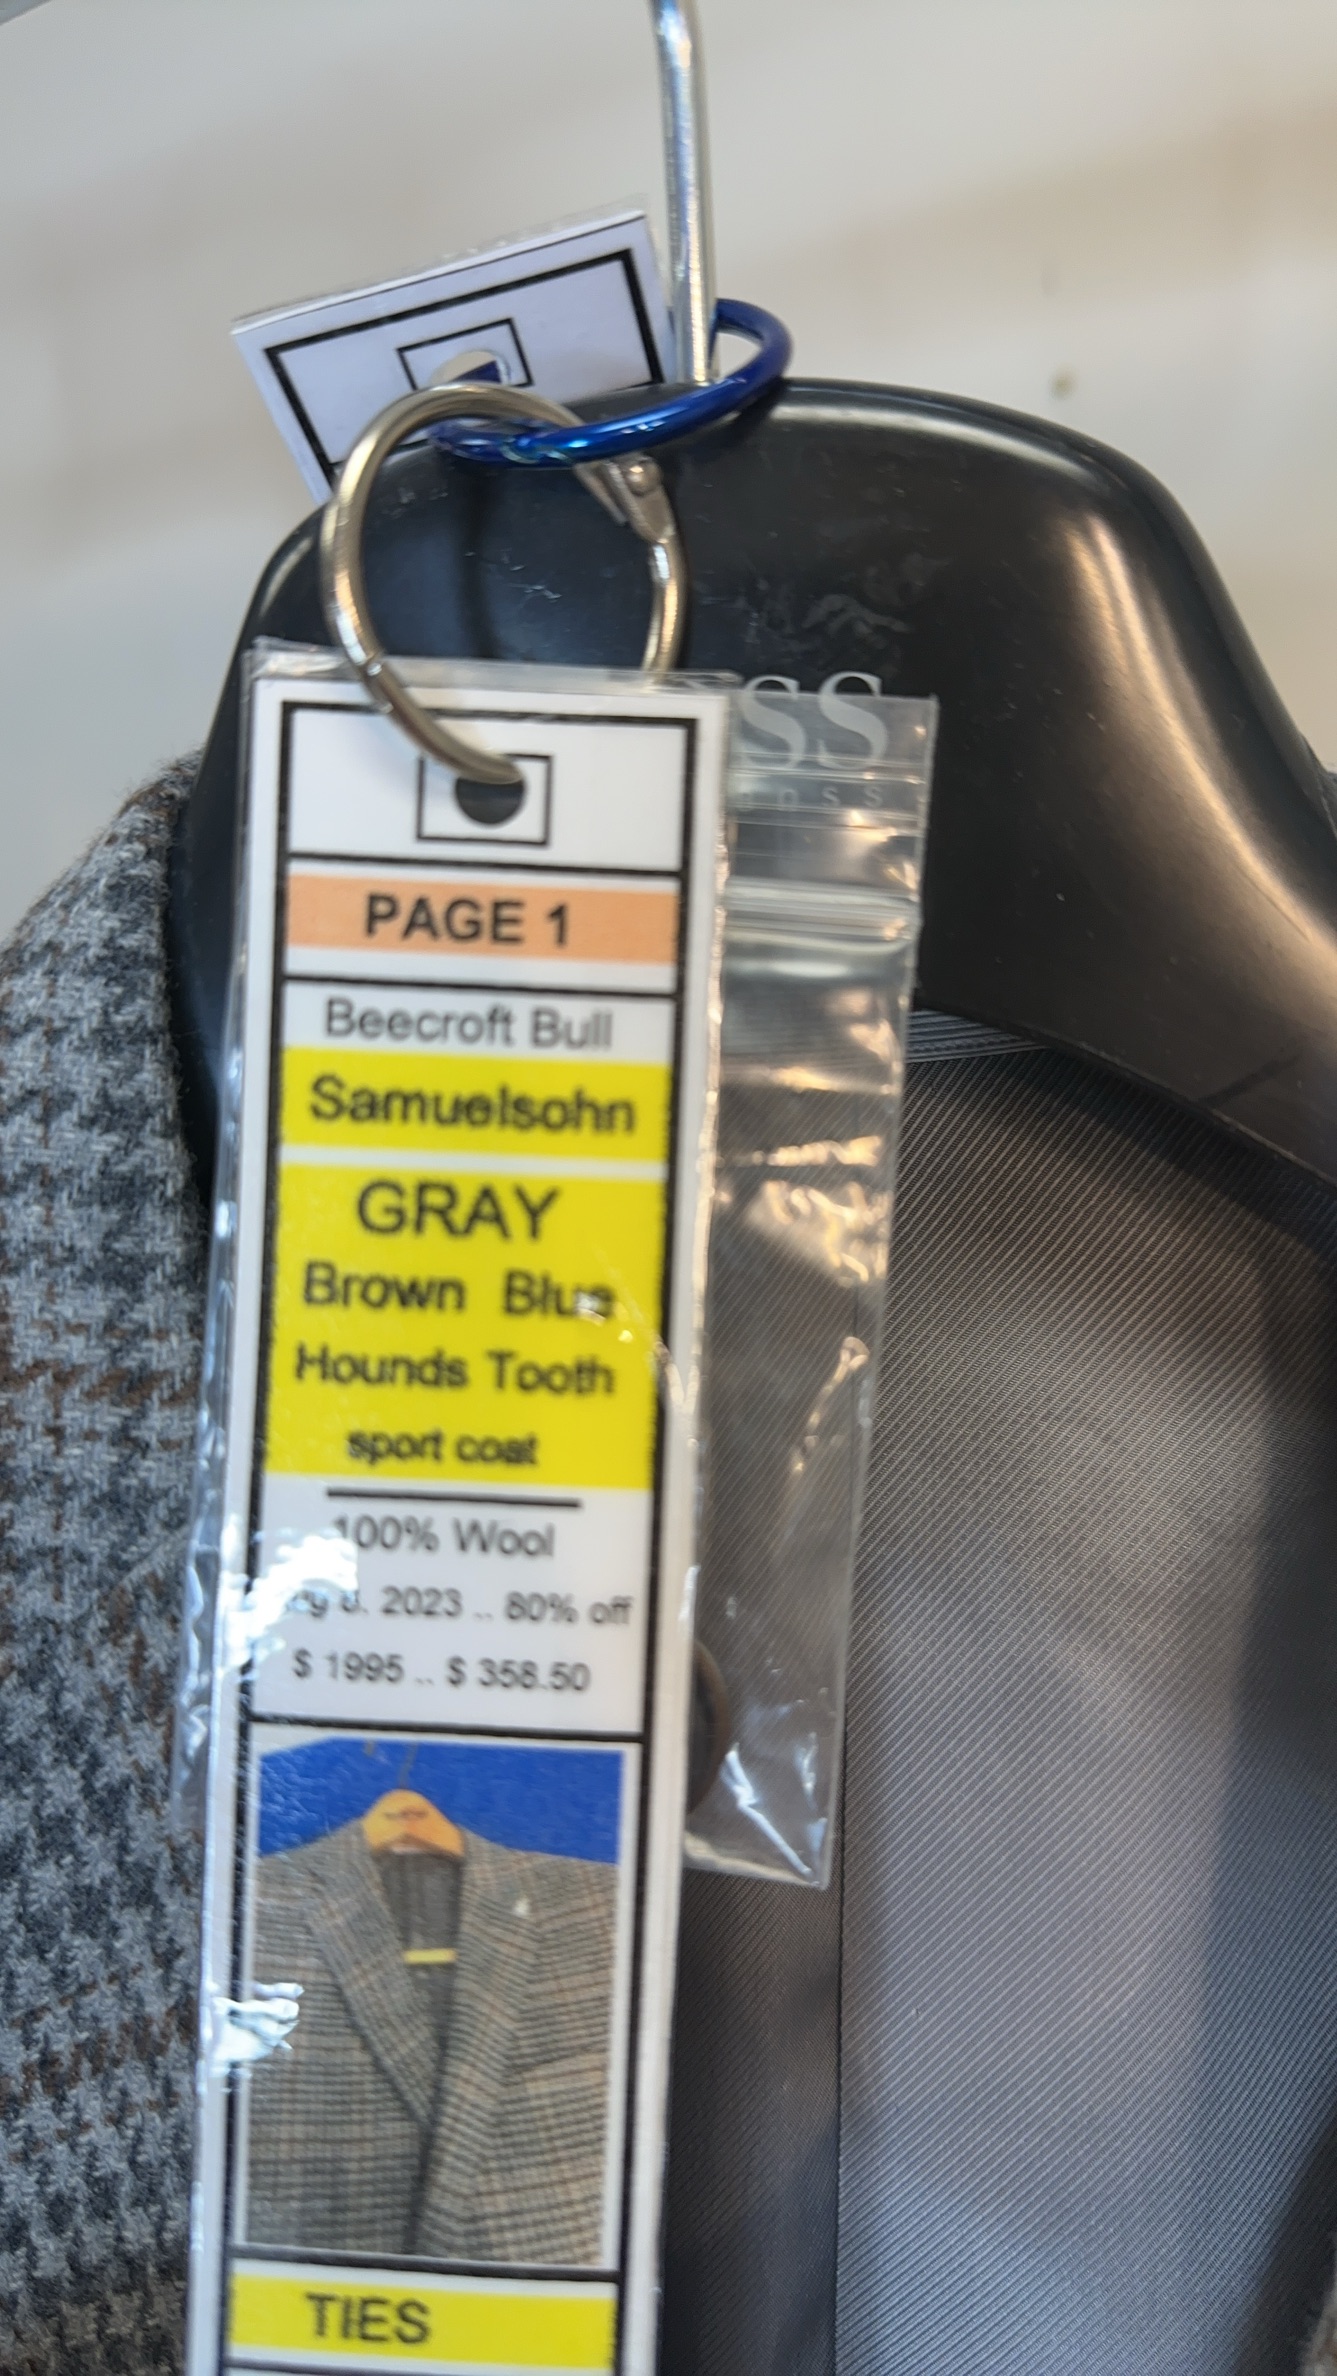 SS
PAGE 1
Beecroft Bull
Samuelsohn
GRAY
Brown Blue
Hounds Tooth
sport coat
100% Wool
2023 .. 80% off
$ 1995 .. $ 358.50
TIES